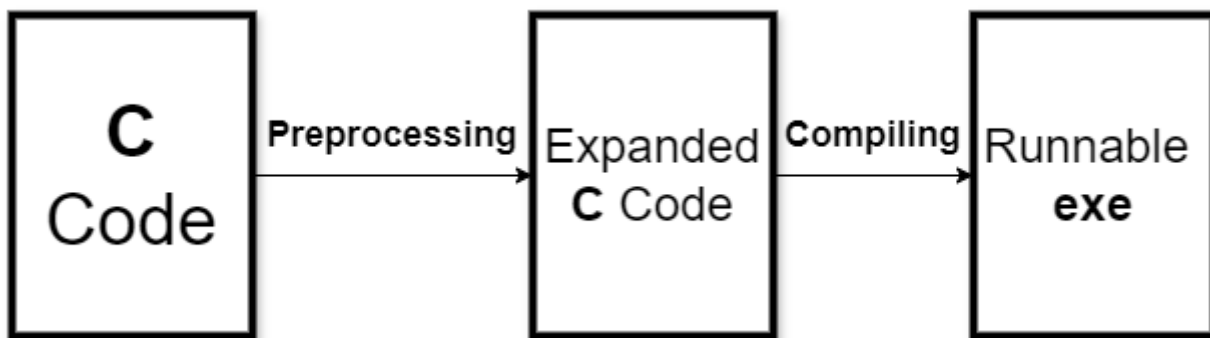 C
Code
Preprocessing
Expanded
C Code
Compiling
Runnable
exe